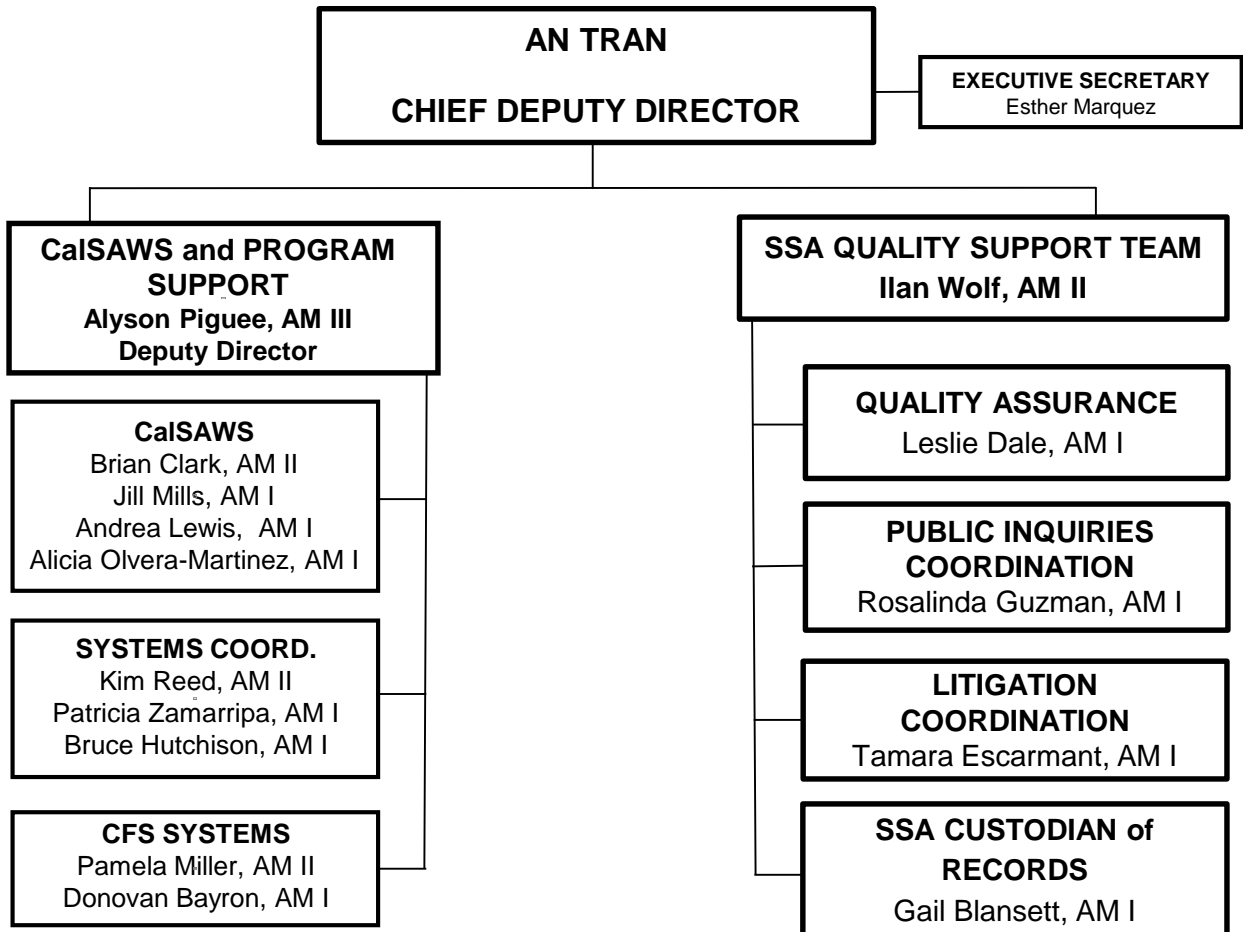 AN TRAN
CHIEF DEPUTY DIRECTOR
EXECUTIVE SECRETARY
Esther Marquez
CalSAWS and PROGRAM
SUPPORT
Alyson Piguee, AM III
Deputy Director
CalSAWS
Brian Clark, AM II
Jill Mills, AM I
Andrea Lewis, AM I
Alicia Olvera-Martinez, AM I
SYSTEMS COORD.
Kim Reed, AM II
Patricia Zamarripa, AM I
Bruce Hutchison, AM I
CFS SYSTEMS
Pamela Miller, AM II
Donovan Bayron, AM I
SSA QUALITY SUPPORT TEAM
Ilan Wolf, AM II
QUALITY ASSURANCE
Leslie Dale, AM I
PUBLIC INQUIRIES
COORDINATION
Rosalinda Guzman, AM I
LITIGATION
COORDINATION
Tamara Escarmant, AM I
SSA CUSTODIAN of
RECORDS
Gail Blansett, AM I